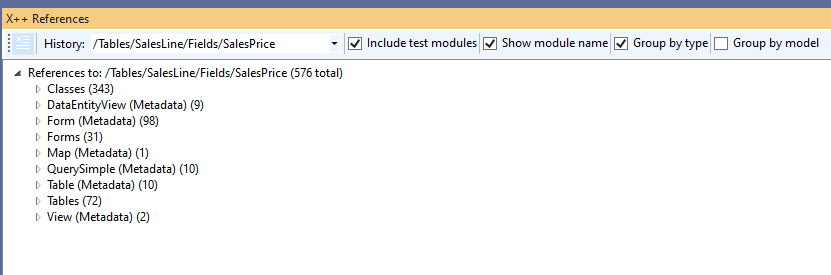 X++ References
History: /Tables/SalesLine/Fields/SalesPrice Include test modules Show module name Group by type Group by model
References to: /Tables/SalesLine/Fields/SalesPrice (576 total)
Classes (343)
DataEntityView (Metadata) (9)
Form (Metadata) (98)
Forms (31)
Map (Metadata) (1)
QuerySimple (Metadata) (10)
Table (Metadata) (10)
Tables (72)
View (Metadata) (2)